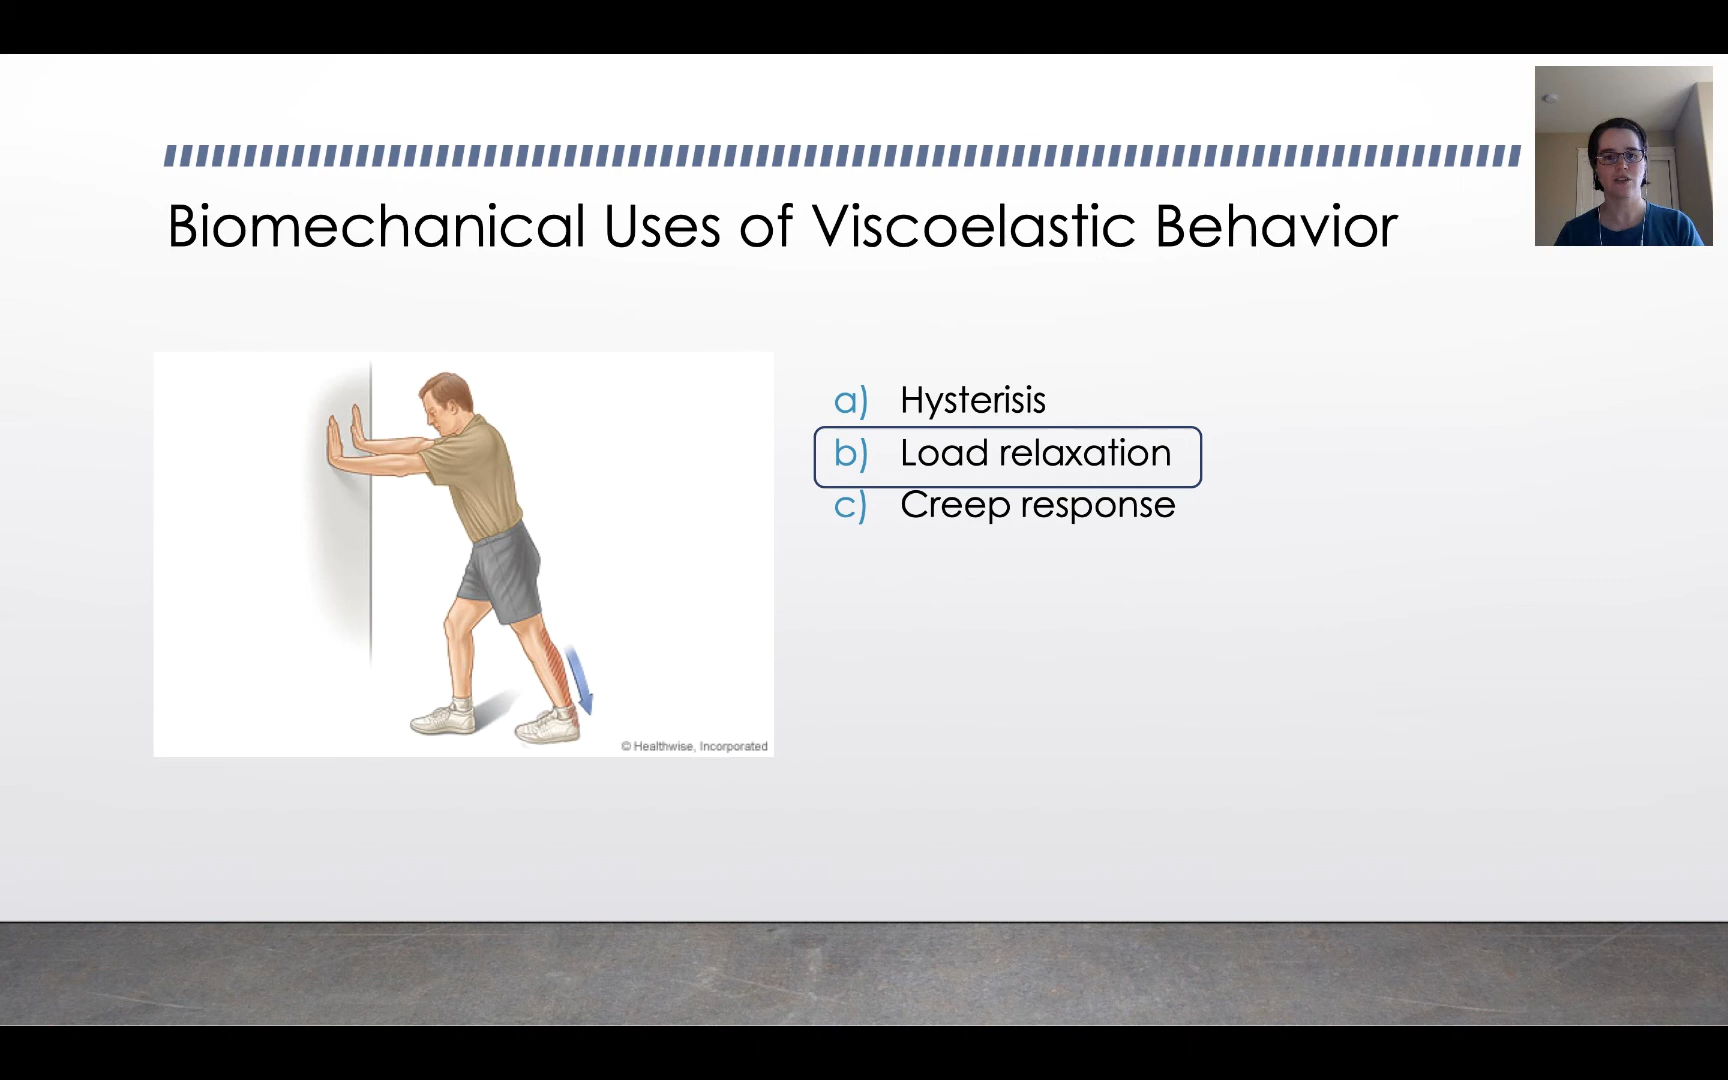 Biomechanical Uses of Viscoelastic Behavior
a) Hysterisis
b) Load relaxation
c) Creep response
© Healthwise, Incorporated